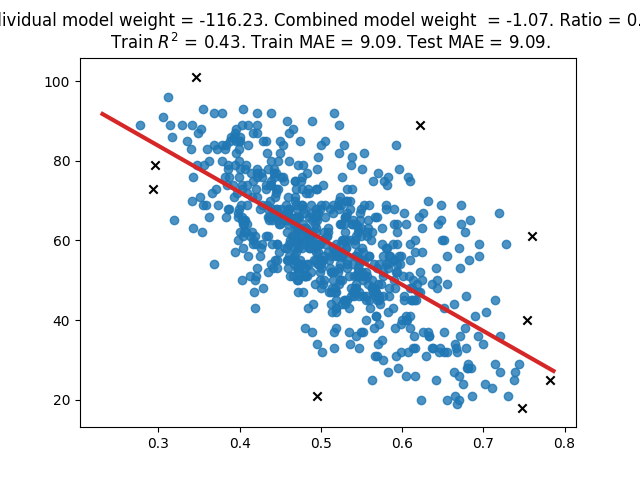 dividual model weight = -116.23. Combined model weight = -1.07. Ratio = 0.
Train R² = 0.43. Train MAE = 9.09. Test MAE = 9.09.
100
80
60
40
20
0.3 0.4 0.5 0.6 0.7 0.8